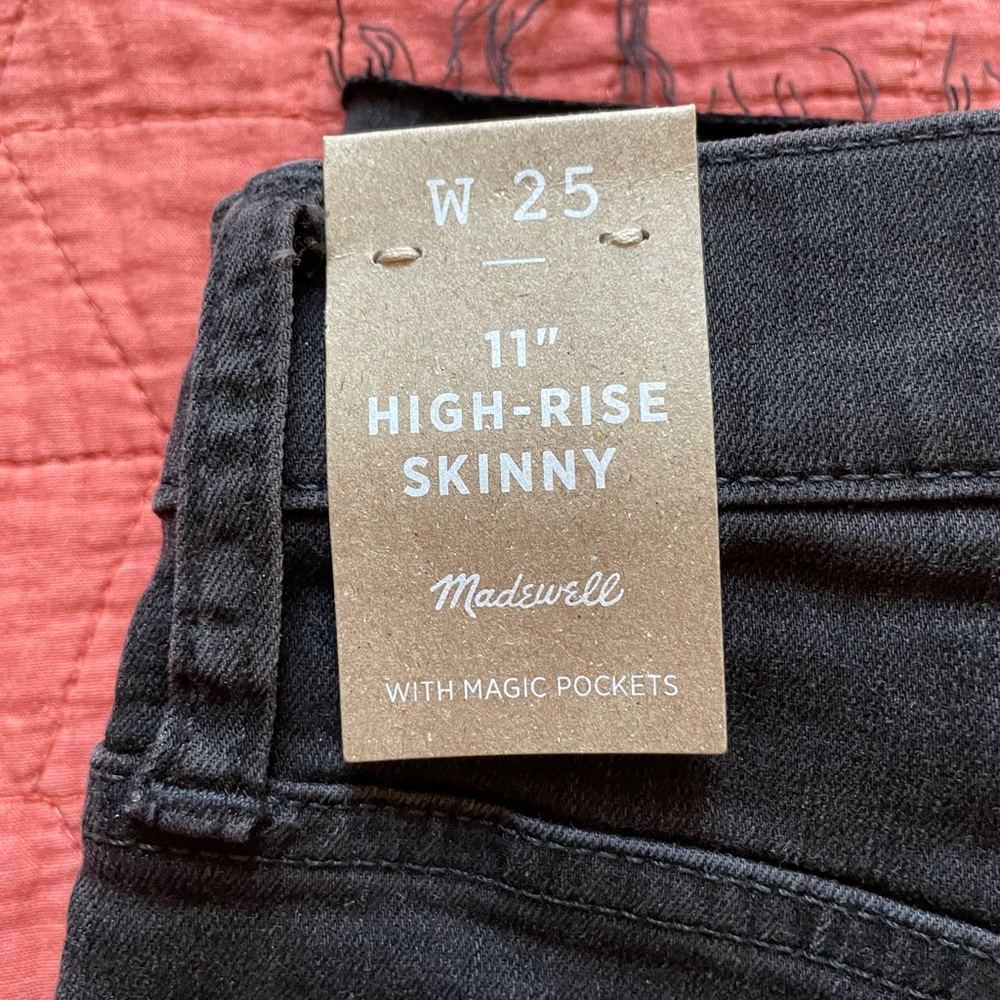 W 25
11"
HIGH-RISE
SKINNY
Madewell
WITH MAGIC POCKETS